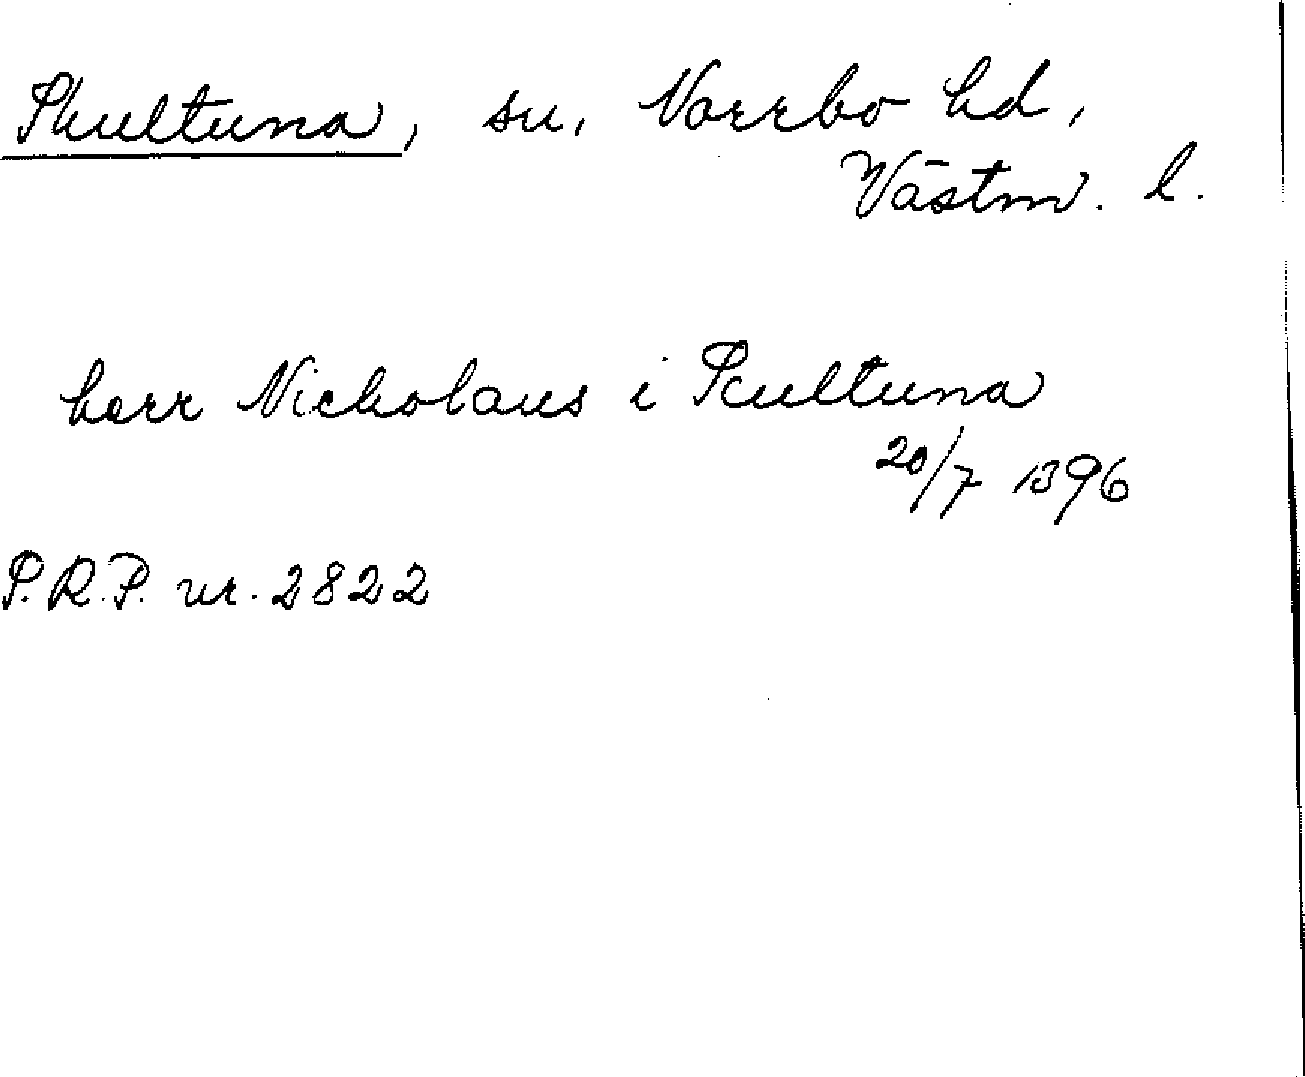 Skultuna, sn, Norrbo hd,
Västm. l.
herr Nicholaus i Scultuna
20/7 1396
P.R.P. nr. 2822